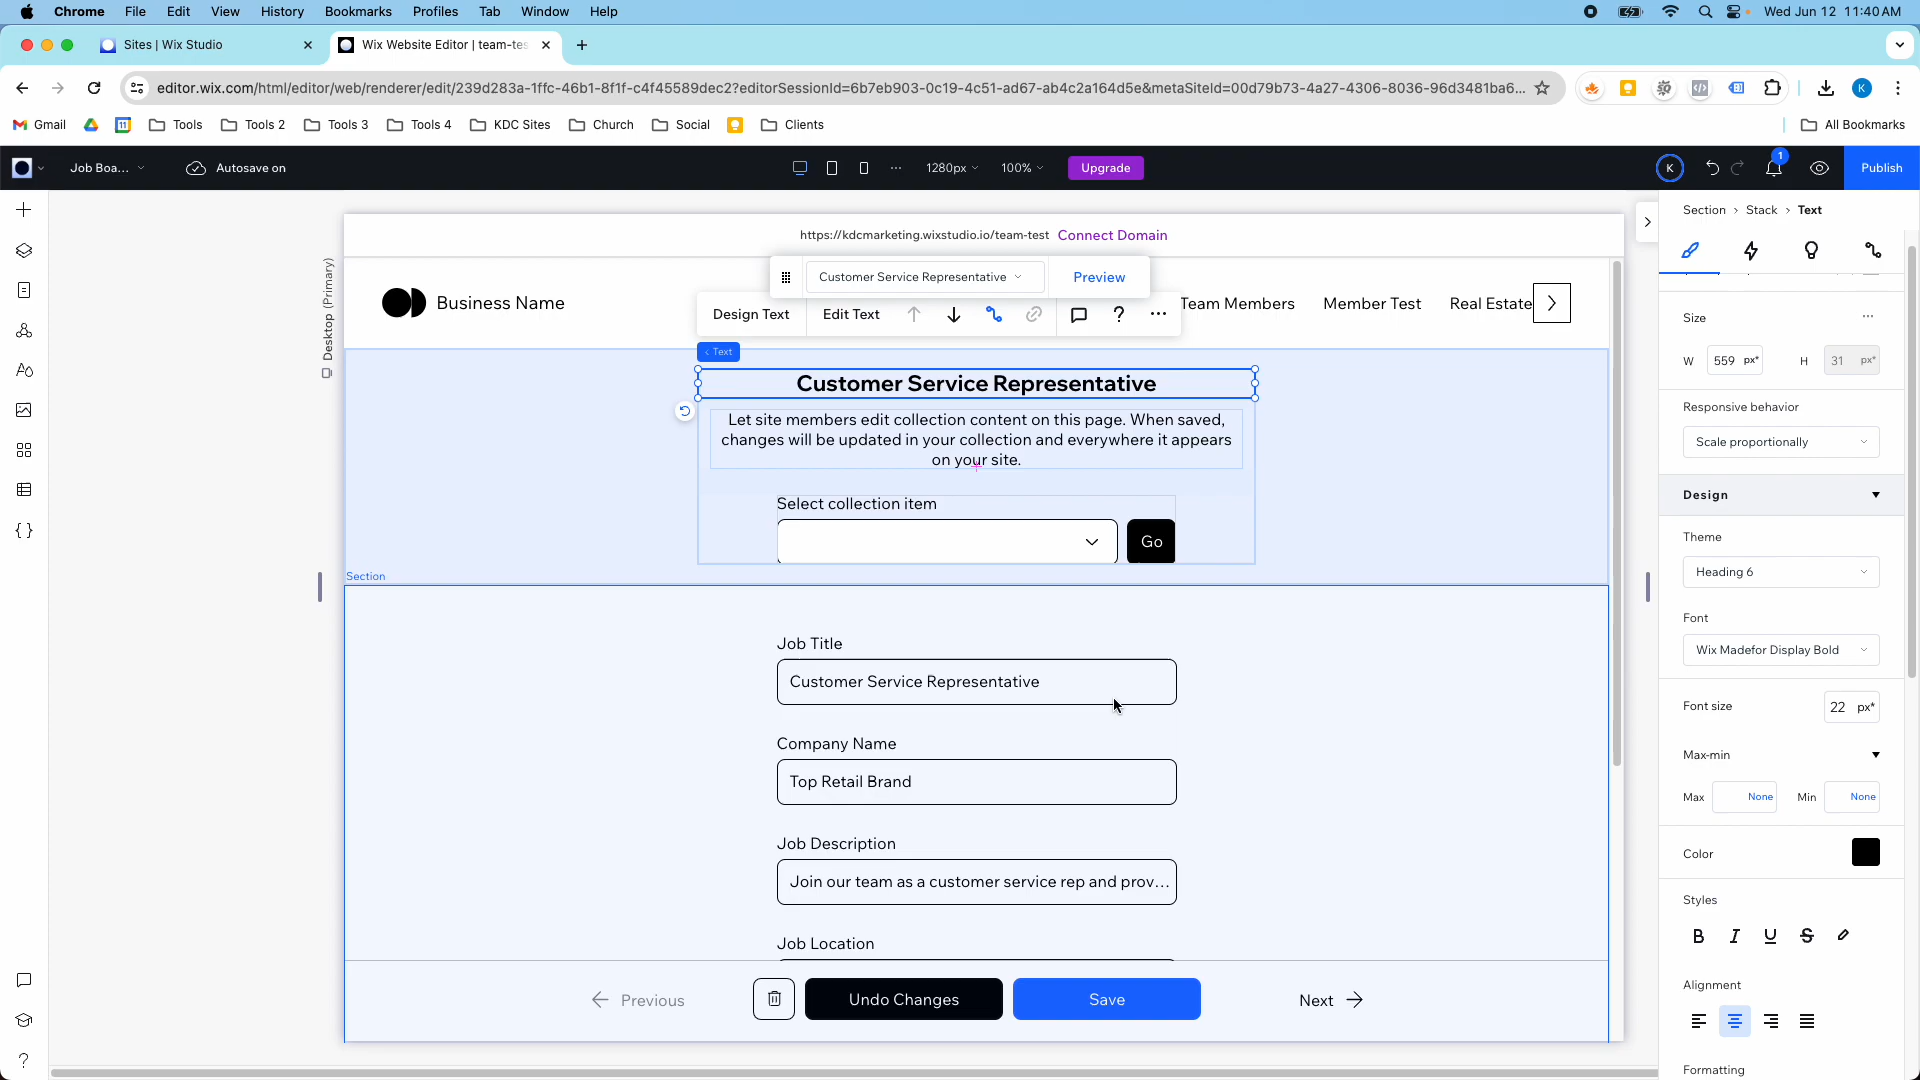 Chrome File Edit View History Bookmarks Profiles Tab Window Help Wed Jun 12 11:40 AM
Sites | Wix Studio Wix Website Editor | team-tes
editor.wix.com/html/editor/web/renderer/edit/239d283a-1ffc-46b1-8f1f-c4f45589dec2?editorSessionId=6b7eb903-0c19-4c51-ad67-ab4c2a164d5e&metaSiteId=00d79b73-4a27-4306-8036-96d3481ba6... K
Gmail Tools Tools 2 Tools 3 Tools 4 KDC Sites Church Social Clients All Bookmarks
Job Boa... Autosave on 1280px 100% Upgrade K 1 Publish
Section > Stack > Text
https://kdcmarketing.wixstudio.io/team-test Connect Domain
Desktop (Primary)
Customer Service Representative Preview
Business Name Team Members Member Test Real Estate
Design Text Edit Text ? ...
Size ...
W 559 px* H 31 px*
Text
Customer Service Representative
Responsive behavior
Let site members edit collection content on this page. When saved,
changes will be updated in your collection and everywhere it appears
on your site.
Scale proportionally
Design
Select collection item
Go
Theme
Heading 6
Section
Font
Wix Madefor Display Bold
Job Title
Customer Service Representative
Font size 22 px*
Company Name
Top Retail Brand
Max-min
Max None Min None
Job Description
Join our team as a customer service rep and prov...
Color
Styles
B I U S
Job Location
Alignment
Previous Undo Changes Save Next
Formatting
?